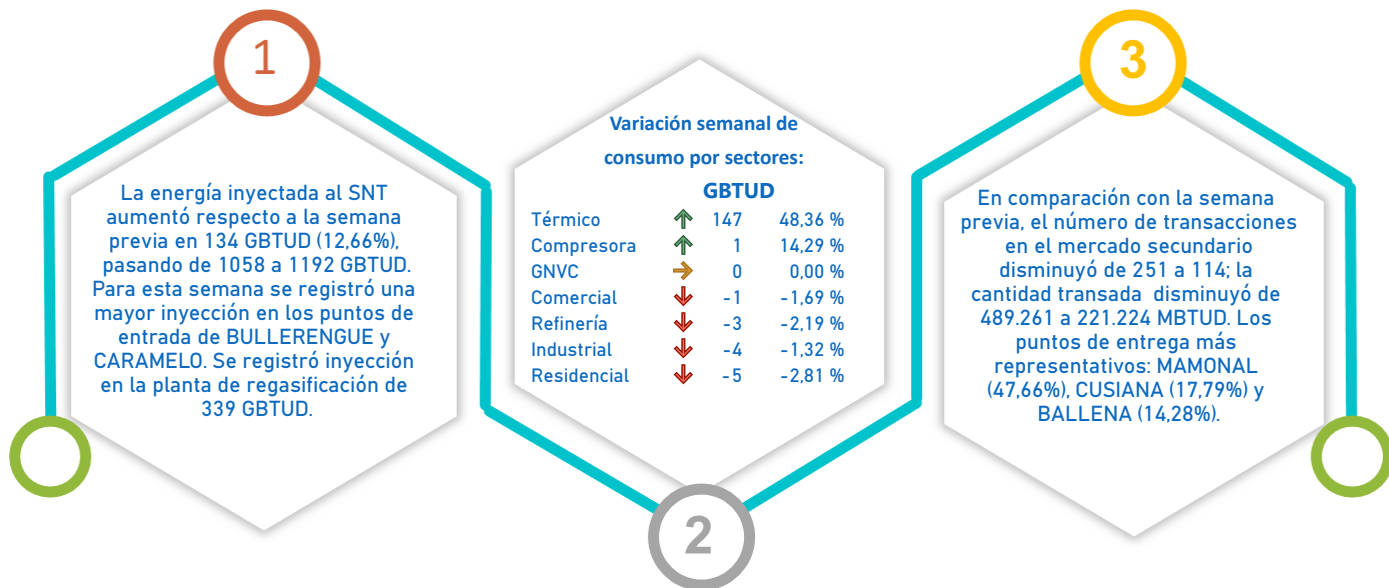 1
La energía inyectada al SNT
aumentó respecto a la semana
previa en 134 GBTUD (12,66%),
pasando de 1058 a 1192 GBTUD.
Para esta semana se registró una
mayor inyección en los puntos de
entrada de BULLERENGUE y
CARAMELO. Se registró inyección
en la planta de regasificación de
339 GBTUD.
Variación semanal de
consumo por sectores:
GBTUD
Térmico 147 48,36 %
Compresora 1 14,29 %
GNVC 0 0,00 %
Comercial -1 -1,69 %
Refinería -3 -2,19 %
Industrial -4 -1,32 %
Residencial -5 -2,81 %
2
3
En comparación con la semana
previa, el número de transacciones
en el mercado secundario
disminuyó de 251 a 114; la
cantidad transada disminuyó de
489.261 a 221.224 MBTUD. Los
puntos de entrega más
representativos: MAMONAL
(47,66%), CUSIANA (17,79%) y
BALLENA (14,28%).